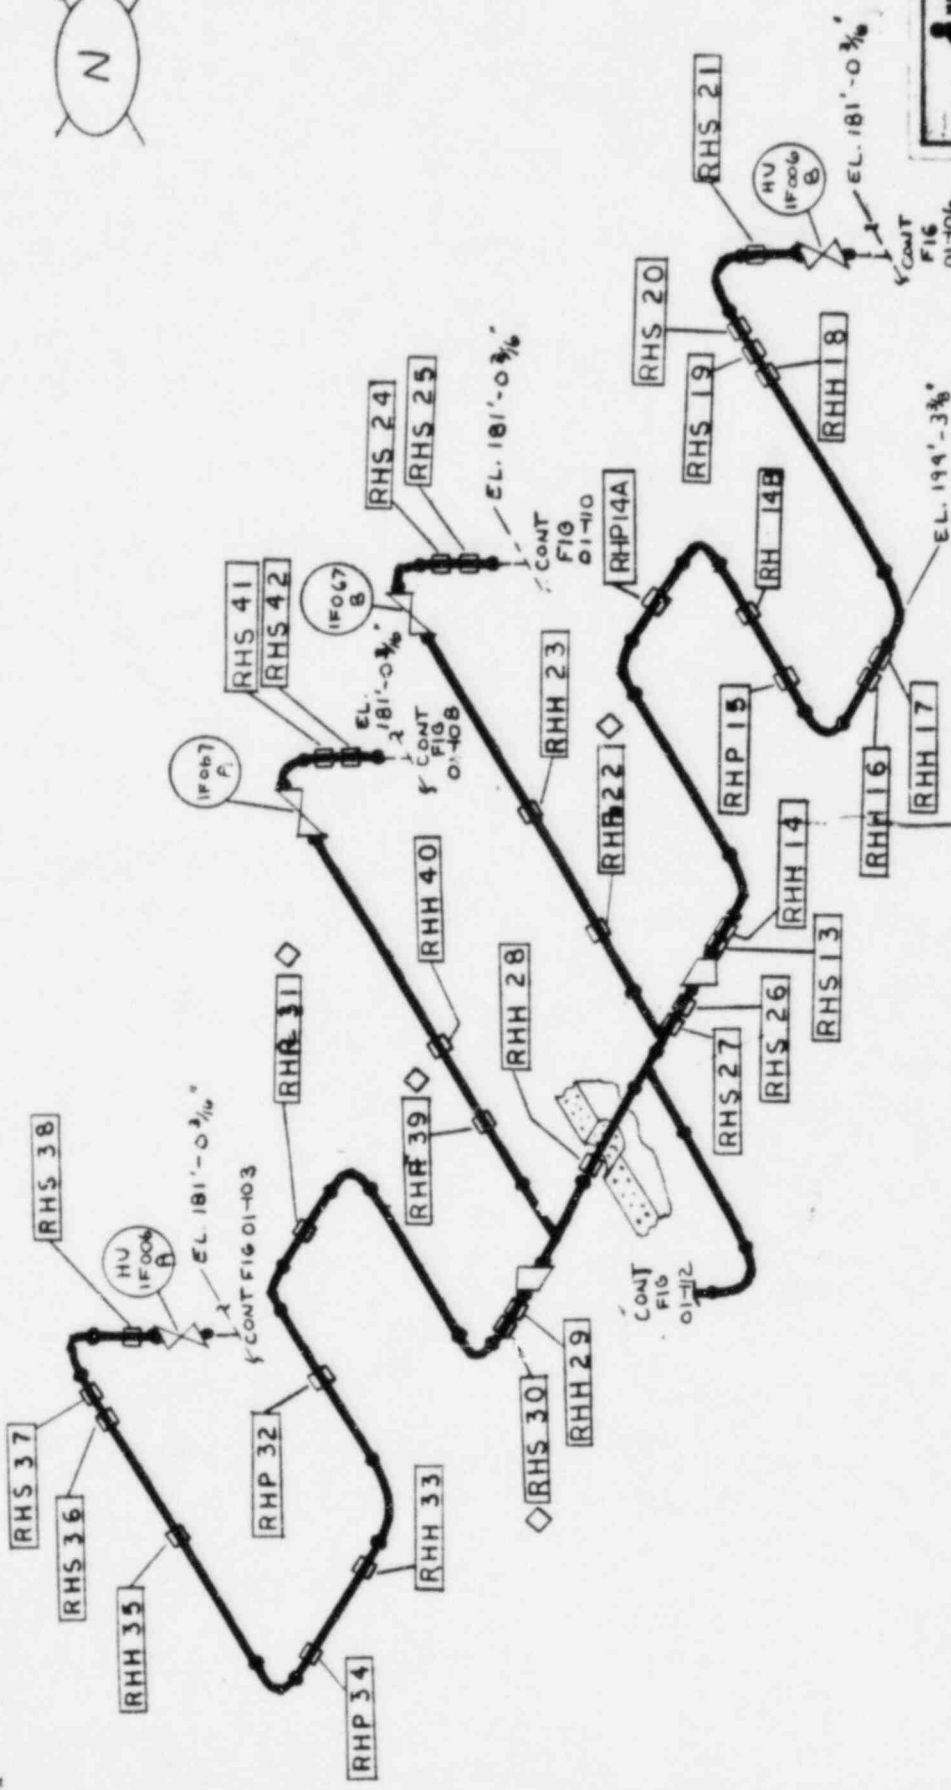 N
RHS 21
EL. 181'-0 3/16"
HV
1F006
B
CONT
FIG
RHS 20
RHS 19
RHH 18
RHS 24
RHS 25
EL. 181'-0 3/16"
CONT
FIG
01-110
RHP14A
RH 14B
EL. 199'-3 3/8"
RHS 41
RHS 42
1F067
B
EL.
181'-0 3/16"
CONT
FIG
01-108
1F067
A
RHH 23
RHP 15
RHH 16
RHH 17
RHH 40
22
RHH 14
RHS 13
31
RHH 28
RHS 26
RHS 27
39
RHS 38
HV
1F006
A
EL. 181'-0 3/16"
CONT FIG 01-103
CONT
FIG
01-112
RHS 37
RHS 36
RHH 35
RHP 32
RHS 30
RHH 29
RHH 33
RHP 34